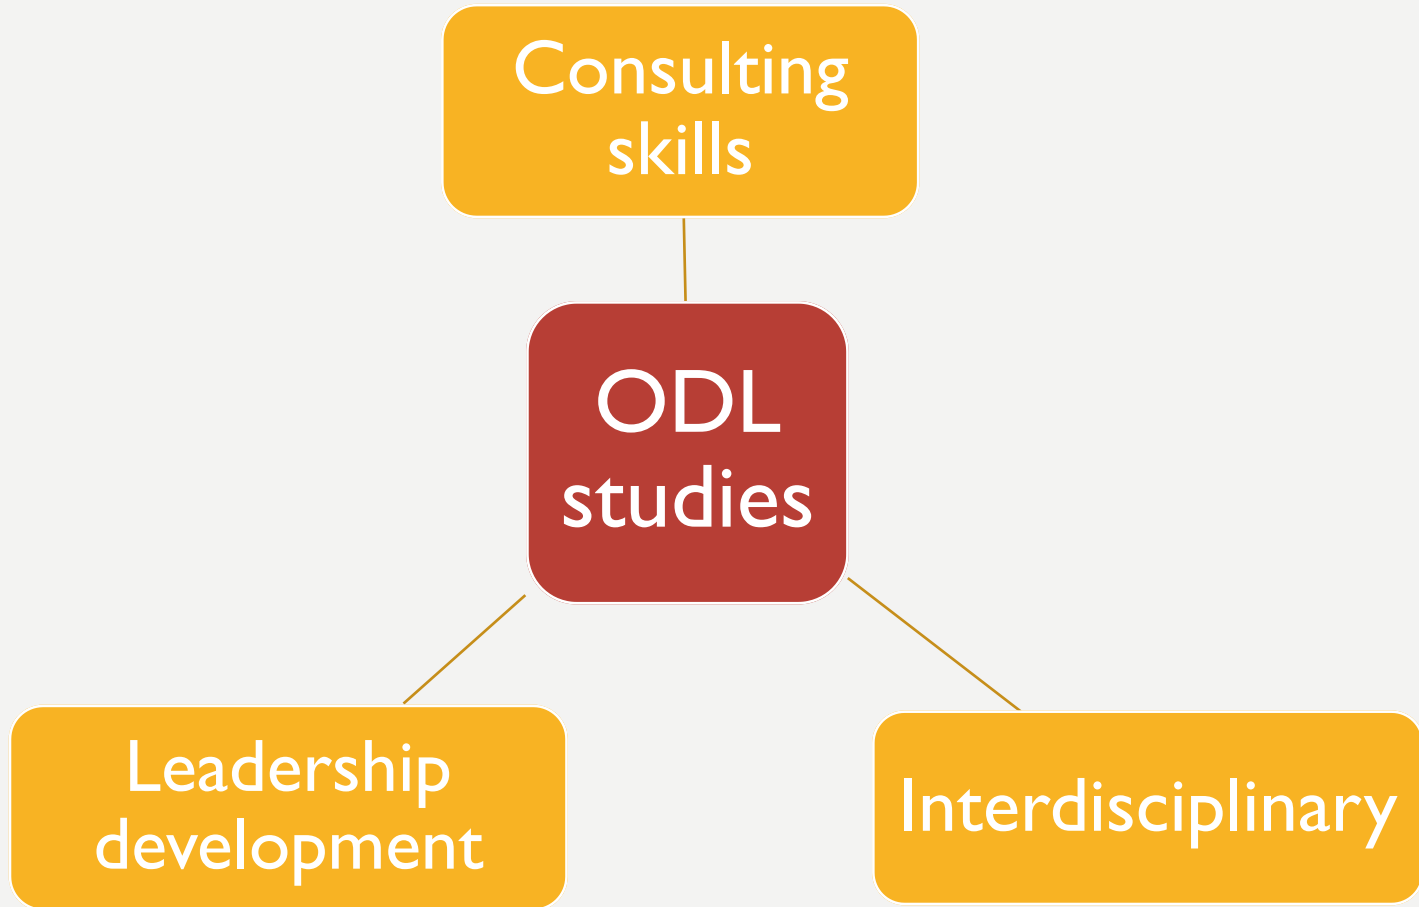 Consulting
skills
ODL
studies
Leadership
development
Interdisciplinary